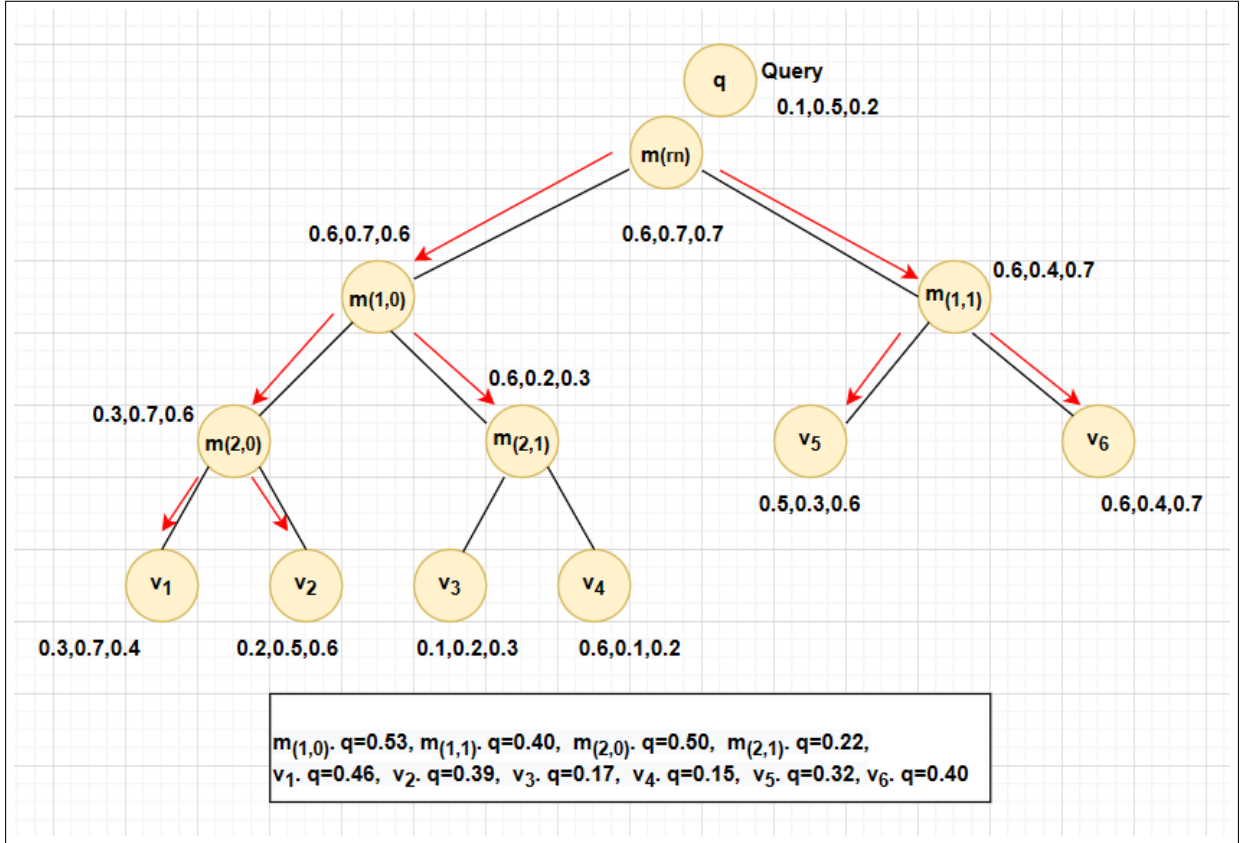 q
Query
0.1,0.5,0.2
m(rn)
0.6,0.7,0.6
0.6,0.7,0.7
0.6,0.4,0.7
m(1,0)
m(1,1)
0.6,0.2,0.3
0.3,0.7,0.6
m(2,0)
m(2,1)
v5
v6
0.5,0.3,0.6
0.6,0.4,0.7
v1
v2
v3
v4
0.3,0.7,0.4
0.2,0.5,0.6
0.1,0.2,0.3
0.6,0.1,0.2
m(1,0). q=0.53, m(1,1). q=0.40, m(2,0). q=0.50, m(2,1). q=0.22,
v1. q=0.46, v2. q=0.39, v3. q=0.17, v4. q=0.15, v5. q=0.32, v6. q=0.40